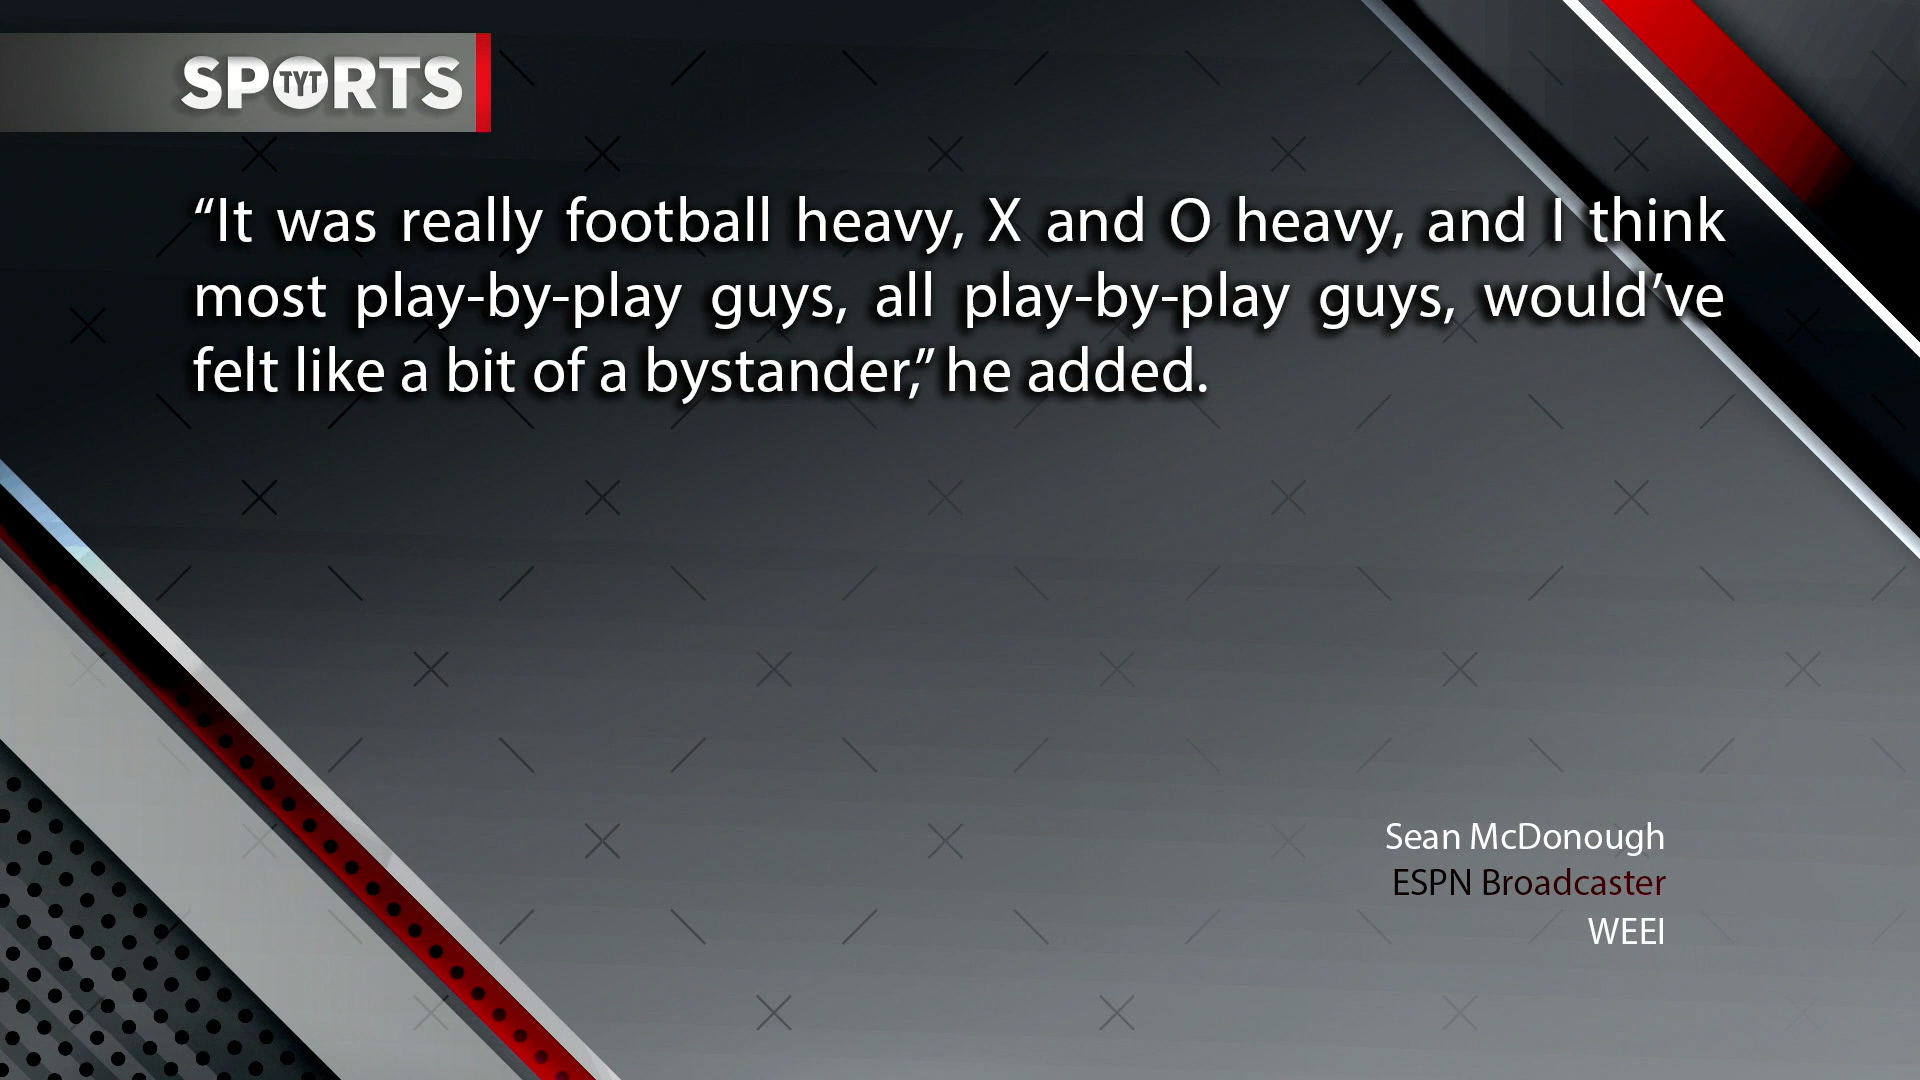 SPORTS
TYT
“It was really football heavy, X and O heavy, and I think
most play-by-play guys, all play-by-play guys, would’ve
felt like a bit of a bystander,” he added.
Sean McDonough
ESPN Broadcaster
WEEI